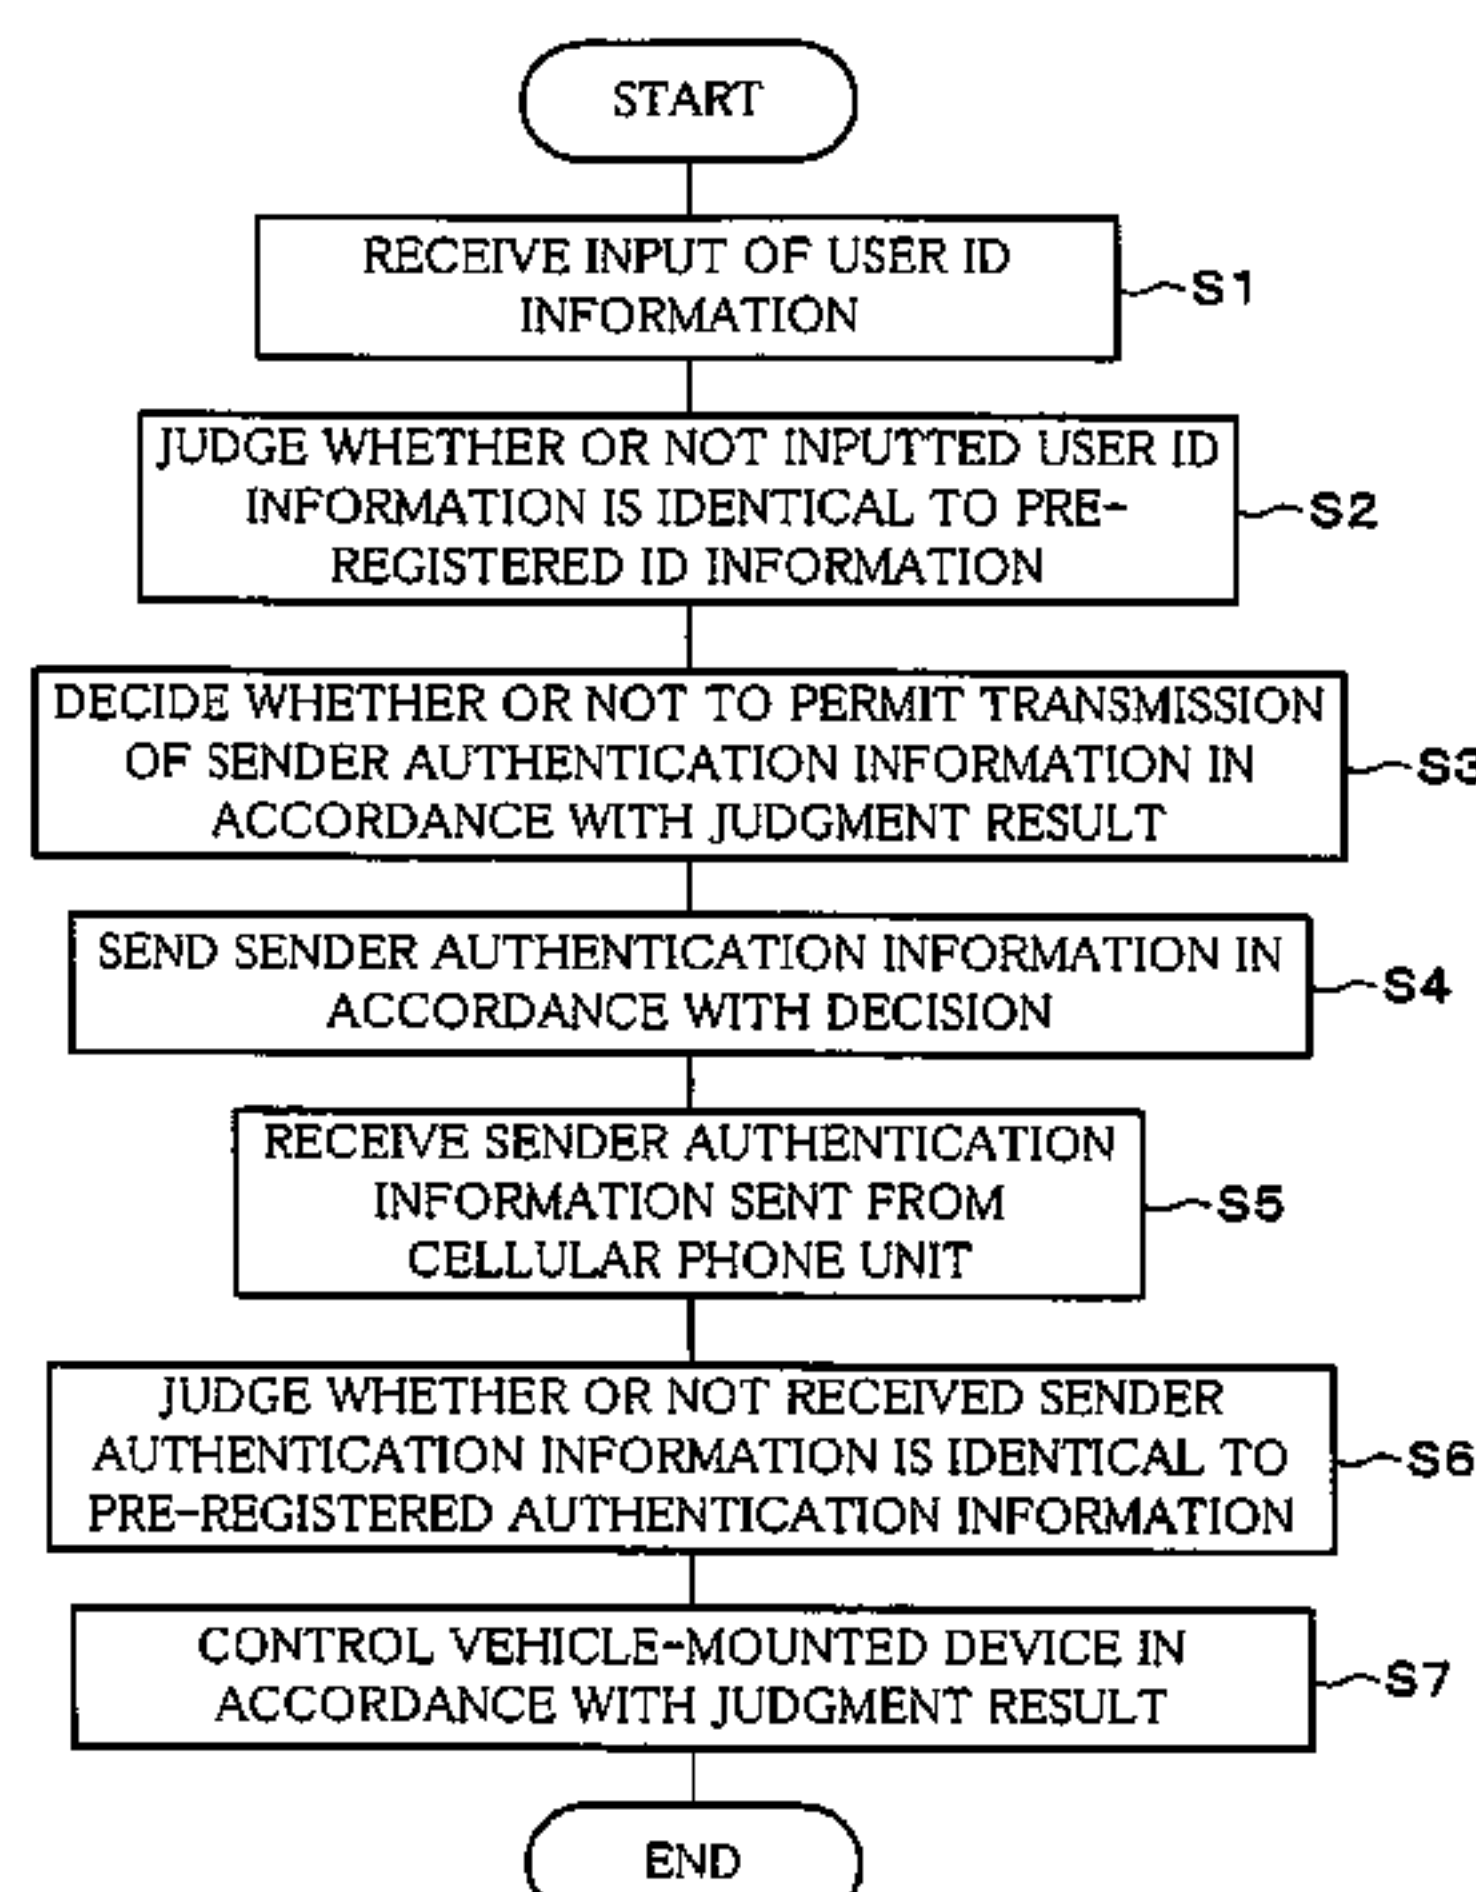 START
RECEIVE INPUT OF USER ID
INFORMATION
S1
JUDGE WHETHER OR NOT INPUTTED USER ID
INFORMATION IS IDENTICAL TO PRE-
REGISTERED ID INFORMATION
S2
DECIDE WHETHER OR NOT TO PERMIT TRANSMISSION
OF SENDER AUTHENTICATION INFORMATION IN
ACCORDANCE WITH JUDGMENT RESULT
S3
SEND SENDER AUTHENTICATION INFORMATION IN
ACCORDANCE WITH DECISION
S4
RECEIVE SENDER AUTHENTICATION
INFORMATION SENT FROM
CELLULAR PHONE UNIT
S5
JUDGE WHETHER OR NOT RECEIVED SENDER
AUTHENTICATION INFORMATION IS IDENTICAL TO
PRE-REGISTERED AUTHENTICATION INFORMATION
S6
CONTROL VEHICLE-MOUNTED DEVICE IN
ACCORDANCE WITH JUDGMENT RESULT
S7
END